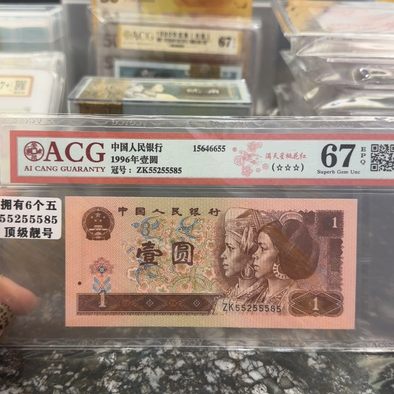 ACG
67
ACG
AI CANG GUARANTY
中国人民银行
1996年壹圆
冠号: ZK55255585
15646655
满天星桃花红
(☆☆☆)
67
EPQ
Superb Gem Unc
拥有6个五
55255585
顶级靓号
中国人民银行
壹圆
1
1
ZK55255585